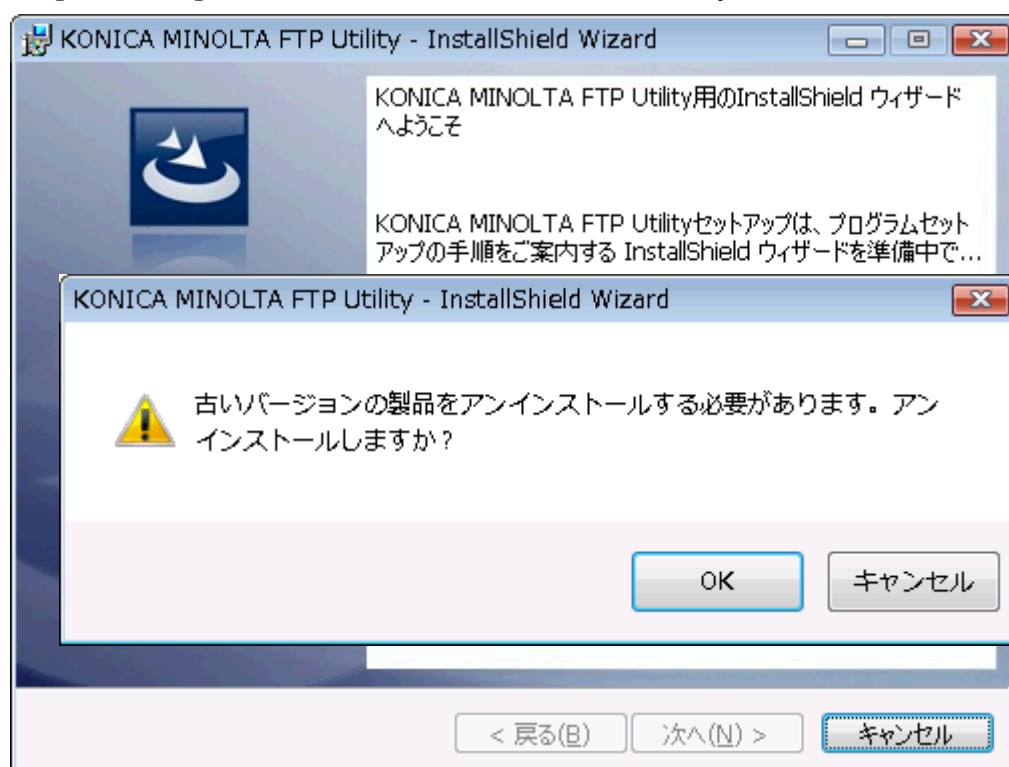 KONICA MINOLTA FTP Utility - InstallShield Wizard
KONICA MINOLTA FTP Utility用のInstallShield ウィザード
へようこそ
KONICA MINOLTA FTP Utilityセットアップは、プログラムセット
アップの手順をご案内する InstallShield ウィザードを準備中で...
KONICA MINOLTA FTP Utility - InstallShield Wizard
古いバージョンの製品をアンインストールする必要があります。アン
インストールしますか？
OK
キャンセル
< 戻る(B)
次へ(N) >
キャンセル